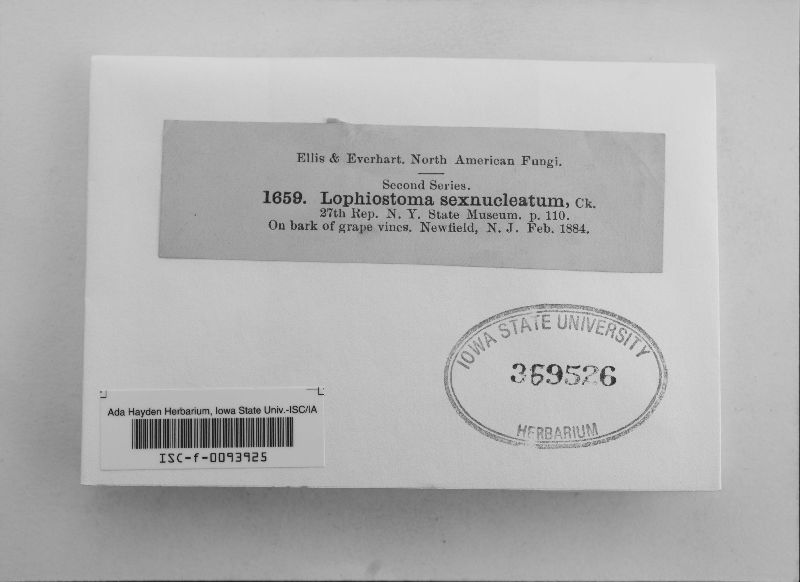 Ellis & Everhart. North American Fungi.
Second Series.
1659. Lophiostoma sexnucleatum, Ck.
27th Rep. N. Y. State Museum. p. 110.
On bark of grape vines. Newfield, N. J. Feb. 1884.
IOWA STATE UNIVERSITY
369526
HERBARIUM
Ada Hayden Herbarium, Iowa State Univ.-ISC/IA
ISC-f-0093925